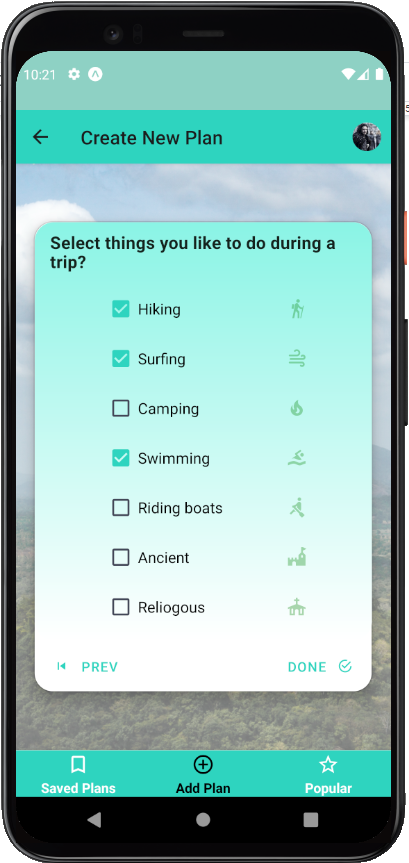 10:21
Create New Plan
Select things you like to do during a
trip?
Hiking
Surfing
Camping
Swimming
Riding boats
Ancient
Reliogous
PREV
DONE
Saved Plans
Add Plan
Popular